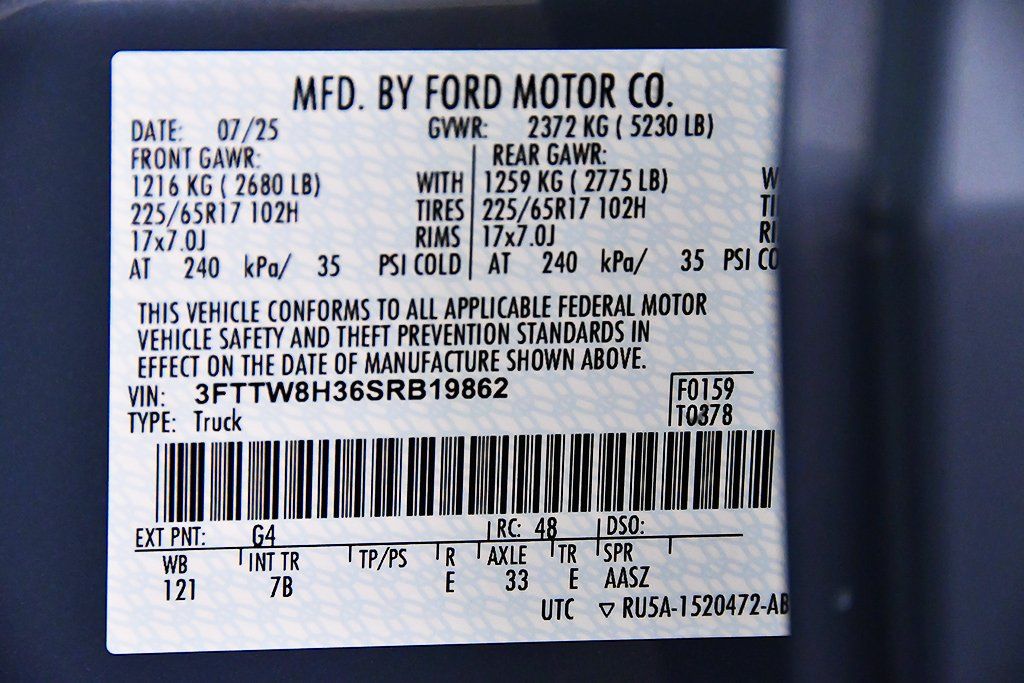 MFD. BY FORD MOTOR CO.
DATE: 07/25 GVWR: 2372 KG ( 5230 LB)
FRONT GAWR: REAR GAWR:
1216 KG ( 2680 LB) WITH 1259 KG ( 2775 LB) W
225/65R17 102H TIRES 225/65R17 102H TI
17x7.0J RIMS 17x7.0J RI
AT 240 kPa/ 35 PSI COLD AT 240 kPa/ 35 PSI CO
THIS VEHICLE CONFORMS TO ALL APPLICABLE FEDERAL MOTOR
VEHICLE SAFETY AND THEFT PREVENTION STANDARDS IN
EFFECT ON THE DATE OF MANUFACTURE SHOWN ABOVE.
VIN: 3FTTW8H36SRB19862 F0159
TYPE: Truck T0378
EXT PNT: G4 RC: 48 DSO:
WB INT TR TP/PS R AXLE TR SPR
121 7B E 33 E AASZ
UTC ▽ RU5A-1520472-AB